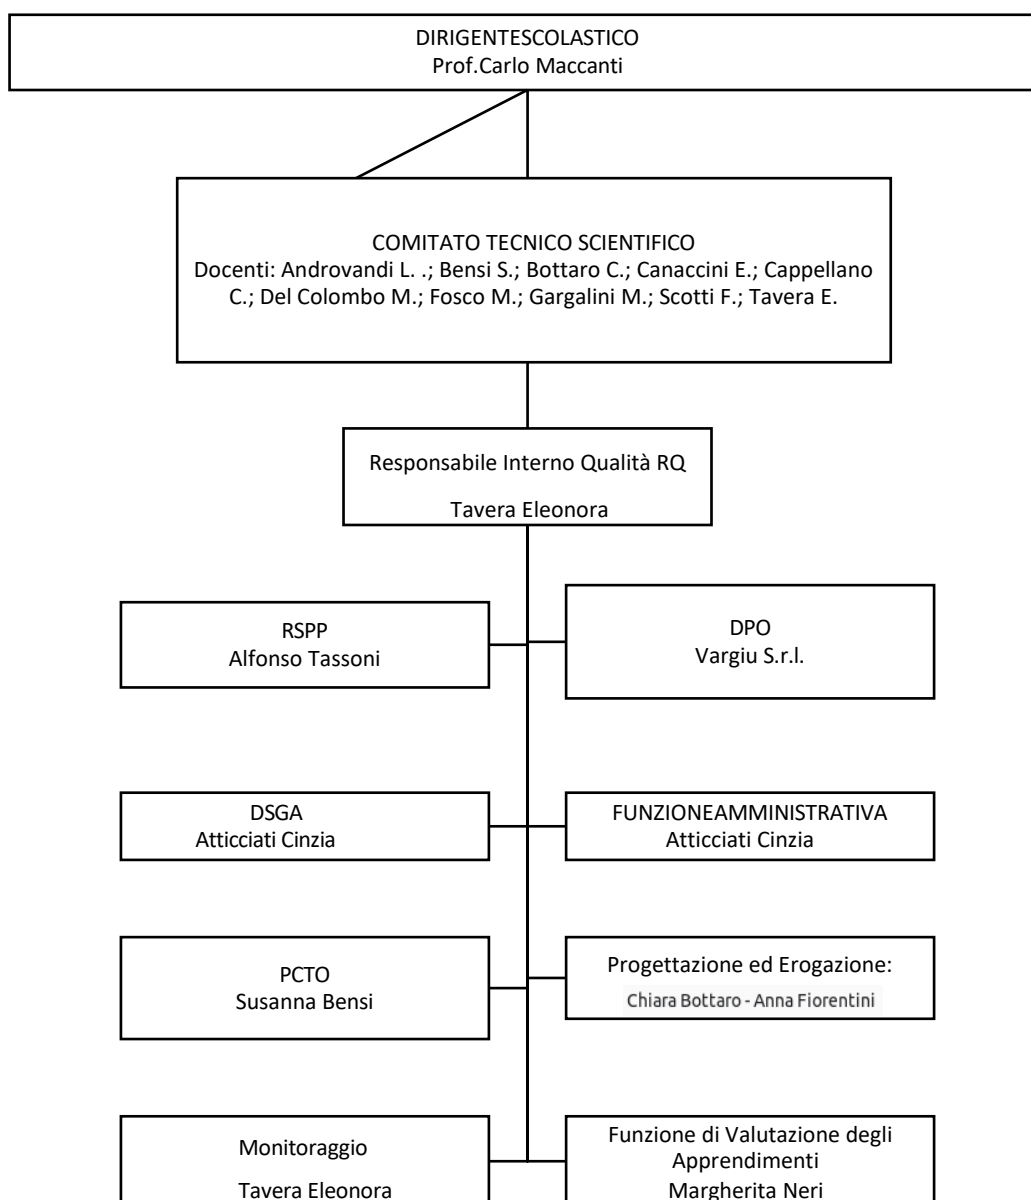 DIRIGENTESCOLASTICO
Prof.Carlo Maccanti
COMITATO TECNICO SCIENTIFICO
Docenti: Androvandi L. .; Bensi S.; Bottaro C.; Canaccini E.; Cappellano
C.; Del Colombo M.; Fosco M.; Gargalini M.; Scotti F.; Tavera E.
Responsabile Interno Qualità RQ
Tavera Eleonora
RSPP
Alfonso Tassoni
DPO
Vargiu S.r.l.
DSGA
Atticciati Cinzia
FUNZIONEAMMINISTRATIVA
Atticciati Cinzia
PCTO
Susanna Bensi
Progettazione ed Erogazione:
Chiara Bottaro - Anna Fiorentini
Monitoraggio
Tavera Eleonora
Funzione di Valutazione degli
Apprendimenti
Margherita Neri